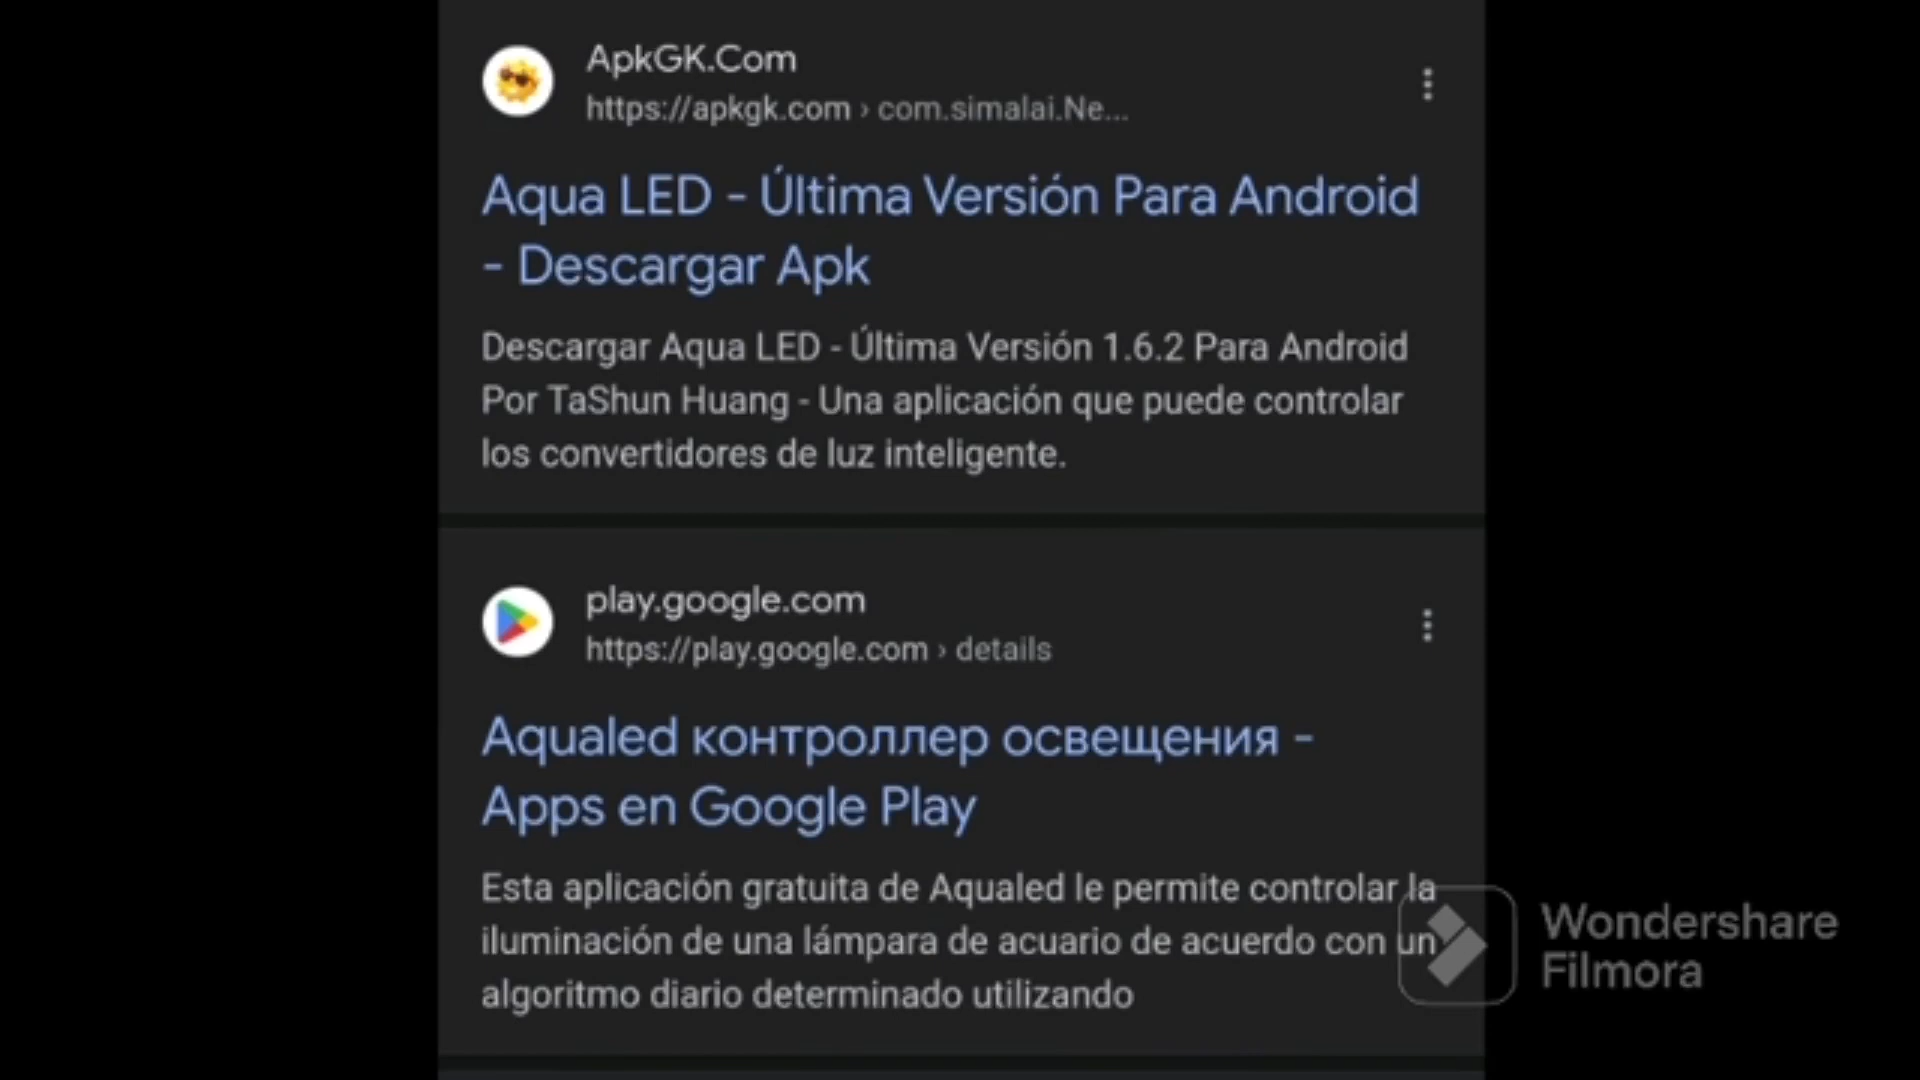 ApkGK.Com
https://apkgk.com › com.simalai.Ne...
Aqua LED - Última Versión Para Android
- Descargar Apk
Descargar Aqua LED - Última Versión 1.6.2 Para Android
Por TaShun Huang - Una aplicación que puede controlar
los convertidores de luz inteligente.
play.google.com
https://play.google.com › details
Aqualed контроллер освещения -
Apps en Google Play
Esta aplicación gratuita de Aqualed le permite controlar la
iluminación de una lámpara de acuario de acuerdo con un
algoritmo diario determinado utilizando
Wondershare
Filmora